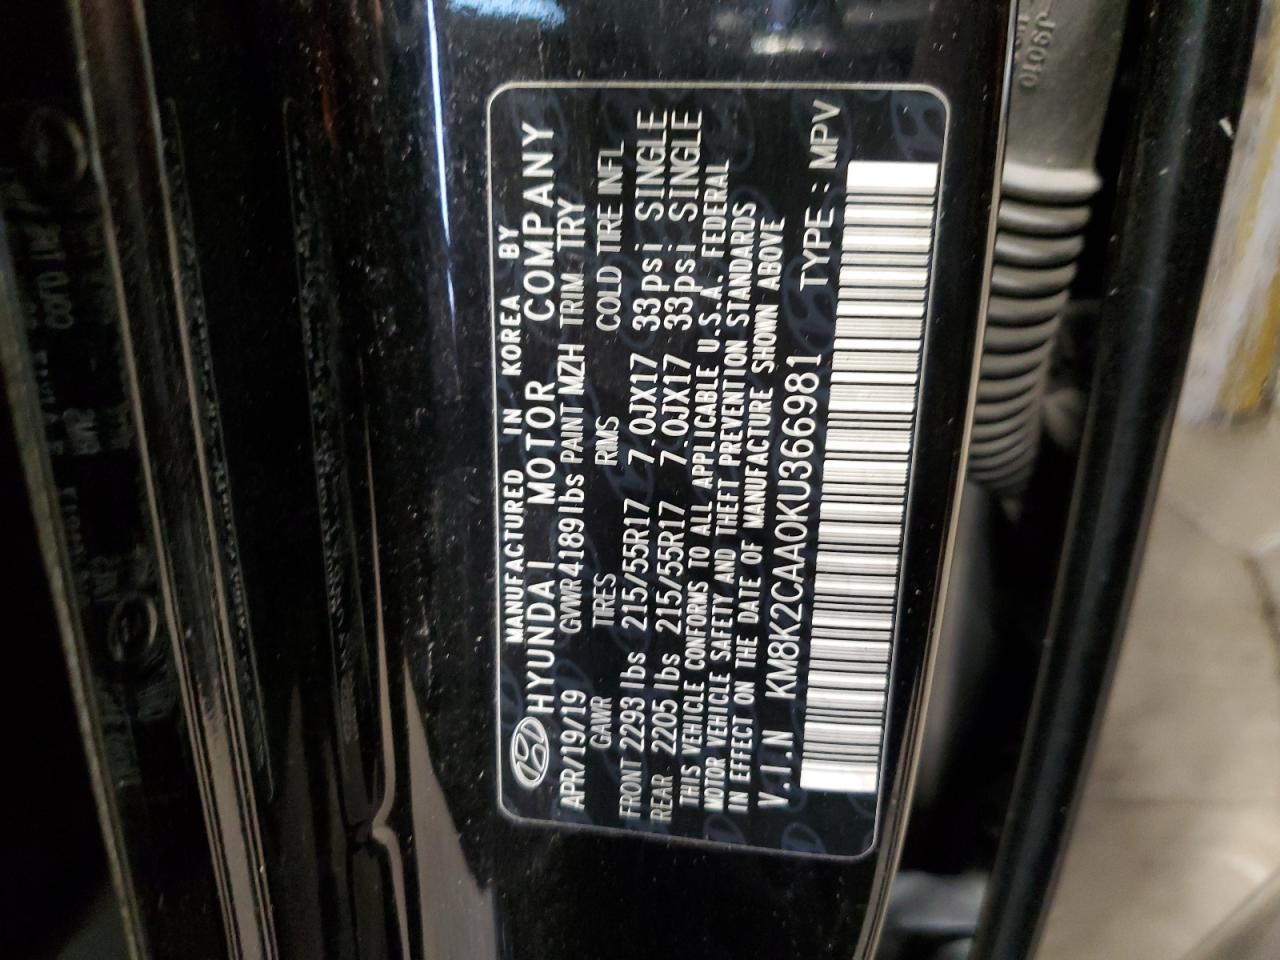 MANUFACTURED IN KOREA BY
HYUNDAI MOTOR COMPANY
APR/19/19 GVWR4189lbs PAINT MZH TRIM TRY
GAWR TIRES RIMS COLD TIRE INFL
FRONT 2293 lbs 215/55R17 7.0JX17 33psi SINGLE
REAR 2205 lbs 215/55R17 7.0JX17 33psi SINGLE
THIS VEHICLE CONFORMS TO ALL APPLICABLE U.S.A. FEDERAL
MOTOR VEHICLE SAFETY AND THEFT PREVENTION STANDARDS
IN EFFECT ON THE DATE OF MANUFACTURE SHOWN ABOVE
V.I.N KM8K2CAA0KU366981 TYPE : MPV
J9010